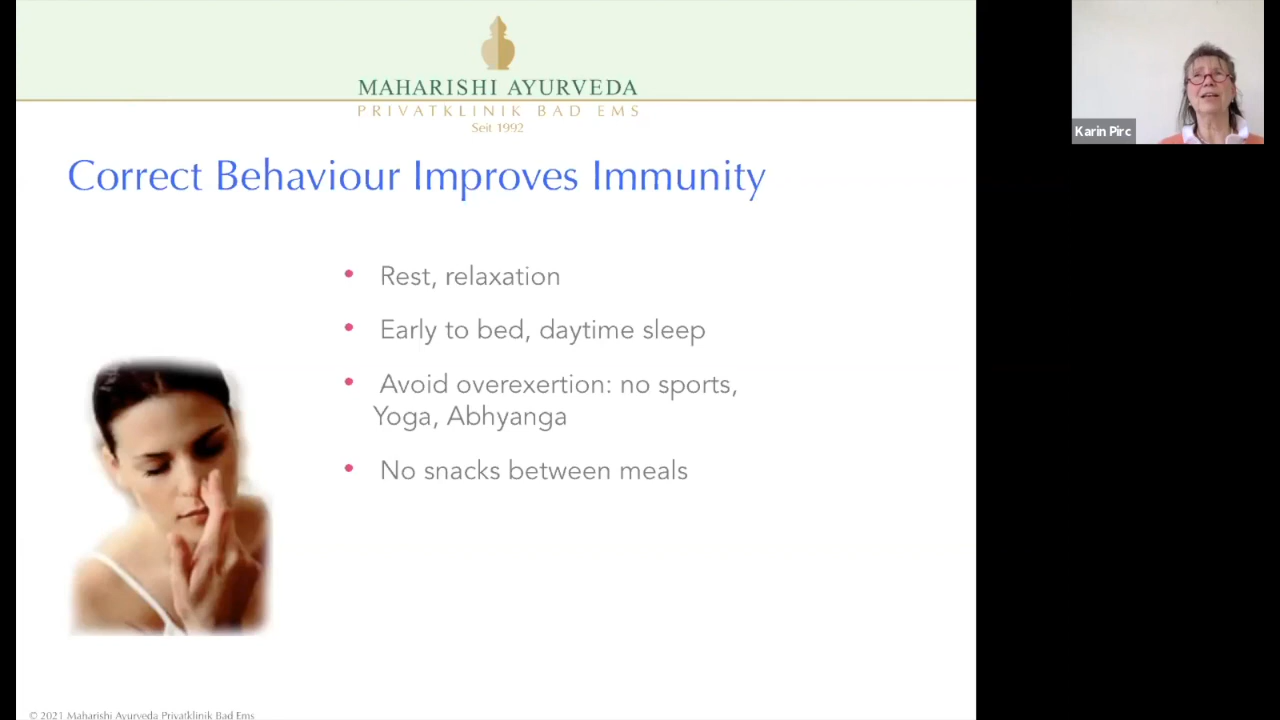 MAHARISHI AYURVEDA
PRIVATKLINIK BAD EMS
Seit 1992
Karin Pirc
Correct Behaviour Improves Immunity
• Rest, relaxation
• Early to bed, daytime sleep
• Avoid overexertion: no sports,
Yoga, Abhyanga
• No snacks between meals
© 2021 Maharishi Ayurveda Privatklinik Bad Ems